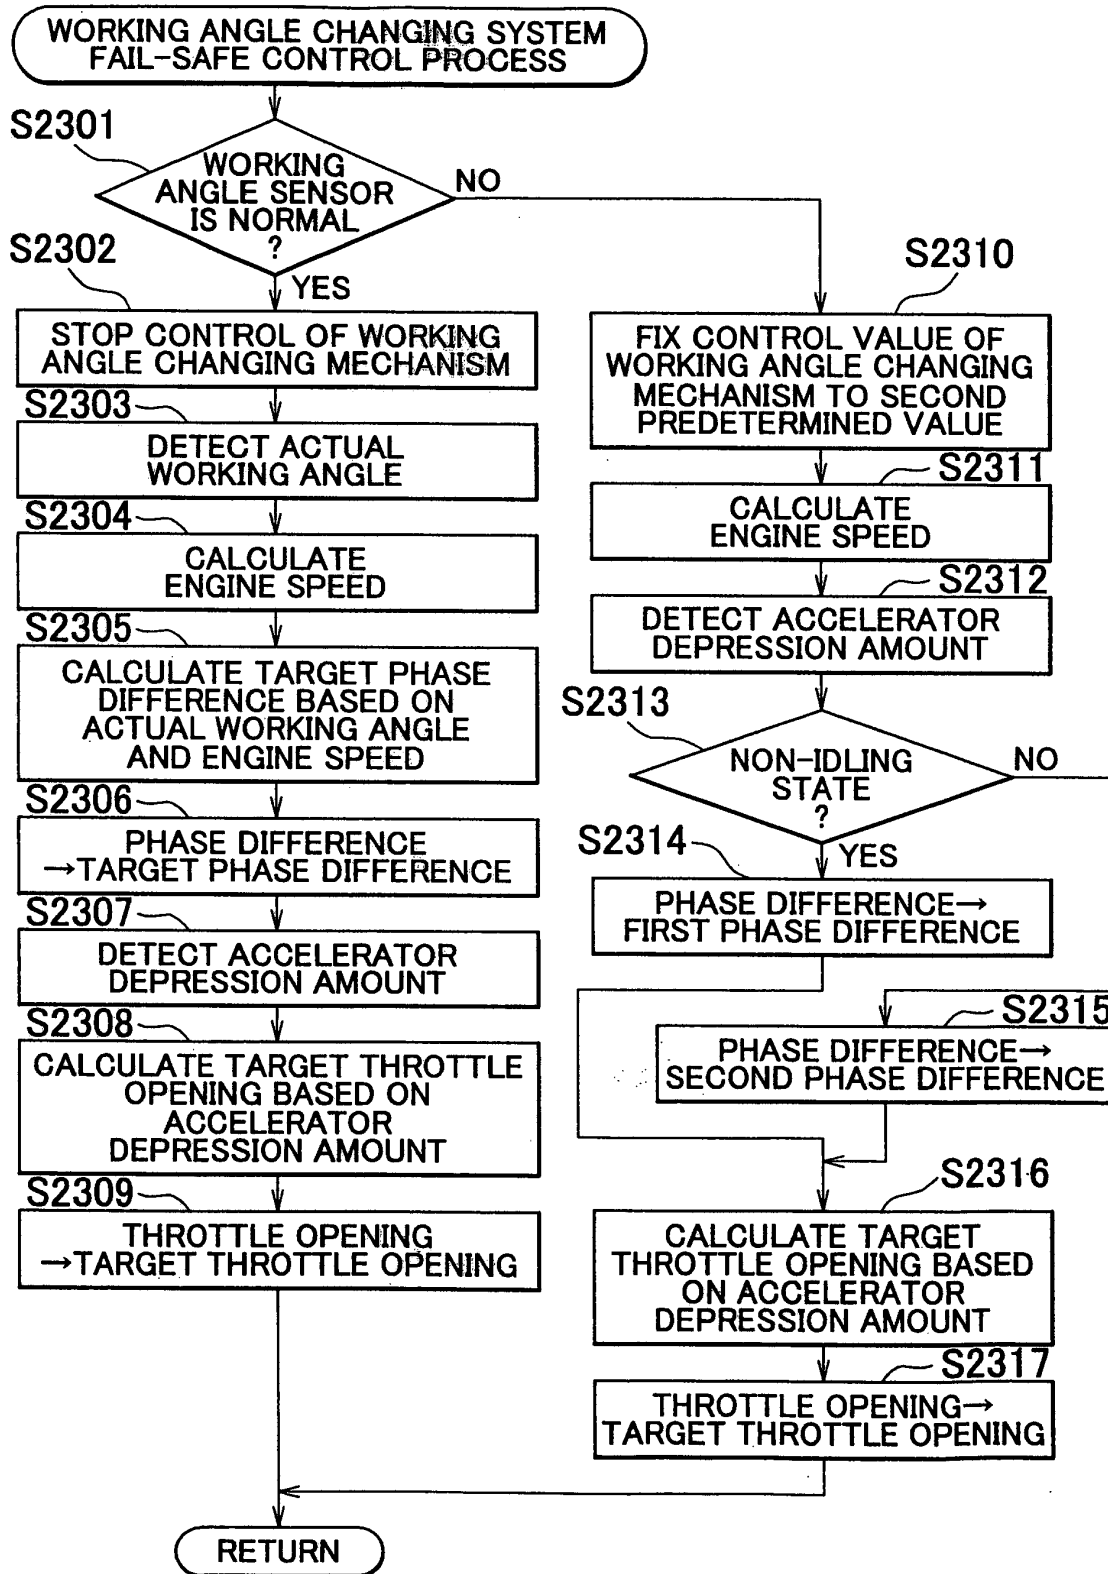 WORKING ANGLE CHANGING SYSTEM
FAIL-SAFE CONTROL PROCESS
S2301
WORKING
ANGLE SENSOR
IS NORMAL
?
NO
YES
S2302
STOP CONTROL OF WORKING
ANGLE CHANGING MECHANISM
S2303
DETECT ACTUAL
WORKING ANGLE
S2304
CALCULATE
ENGINE SPEED
S2305
CALCULATE TARGET PHASE
DIFFERENCE BASED ON
ACTUAL WORKING ANGLE
AND ENGINE SPEED
S2306
PHASE DIFFERENCE
→TARGET PHASE DIFFERENCE
S2307
DETECT ACCELERATOR
DEPRESSION AMOUNT
S2308
CALCULATE TARGET THROTTLE
OPENING BASED ON
ACCELERATOR
DEPRESSION AMOUNT
S2309
THROTTLE OPENING
→TARGET THROTTLE OPENING
S2310
FIX CONTROL VALUE OF
WORKING ANGLE CHANGING
MECHANISM TO SECOND
PREDETERMINED VALUE
S2311
CALCULATE
ENGINE SPEED
S2312
DETECT ACCELERATOR
DEPRESSION AMOUNT
S2313
NON-IDLING
STATE
?
NO
YES
S2314
PHASE DIFFERENCE→
FIRST PHASE DIFFERENCE
S2315
PHASE DIFFERENCE→
SECOND PHASE DIFFERENCE
S2316
CALCULATE TARGET
THROTTLE OPENING BASED
ON ACCELERATOR
DEPRESSION AMOUNT
S2317
THROTTLE OPENING→
TARGET THROTTLE OPENING
RETURN